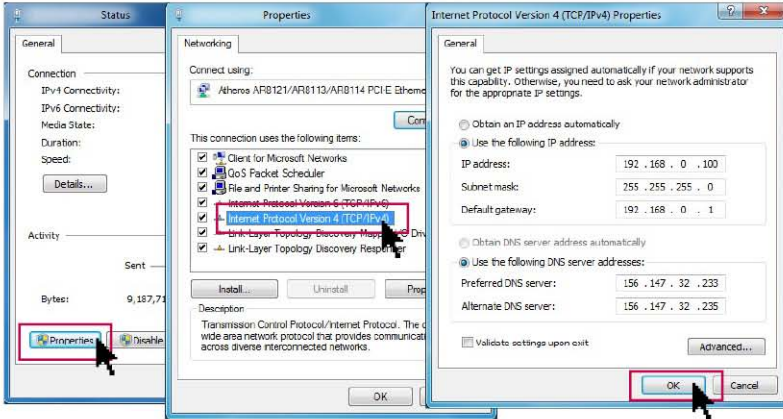 Status
General
Connection
IPv4 Connectivity:
IPv6 Connectivity:
Media State:
Duration:
Speed:
Details...
Activity
Sent
Bytes: 9,187,71
Properties
Disable
Properties
Networking
Connect using:
Atheros AR8121/AR8113/AR8114 PCI-E Etherne
Con
This connection uses the following items:
Client for Microsoft Networks
QoS Packet Scheduler
File and Printer Sharing for Microsoft Networks
Internet Protocol Version 6 (TCP/IPv6)
Internet Protocol Version 4 (TCP/IPv4)
Link-Layer Topology Discovery Mapper I/O Driv
Link-Layer Topology Discovery Responder
Install...
Uninstall
Prop
Description
Transmission Control Protocol/Internet Protocol. The d
wide area network protocol that provides communicati
across diverse interconnected networks.
OK
Internet Protocol Version 4 (TCP/IPv4) Properties
General
You can get IP settings assigned automatically if your network supports
this capability. Otherwise, you need to ask your network administrator
for the appropriate IP settings.
Obtain an IP address automatically
Use the following IP address:
IP address: 192 . 168 . 0 . 100
Subnet mask: 255 . 255 . 255 . 0
Default gateway: 192 . 168 . 0 . 1
Obtain DNS server address automatically
Use the following DNS server addresses:
Preferred DNS server: 156 . 147 . 32 . 233
Alternate DNS server: 156 . 147 . 32 . 235
Validate settings upon exit
Advanced...
OK
Cancel